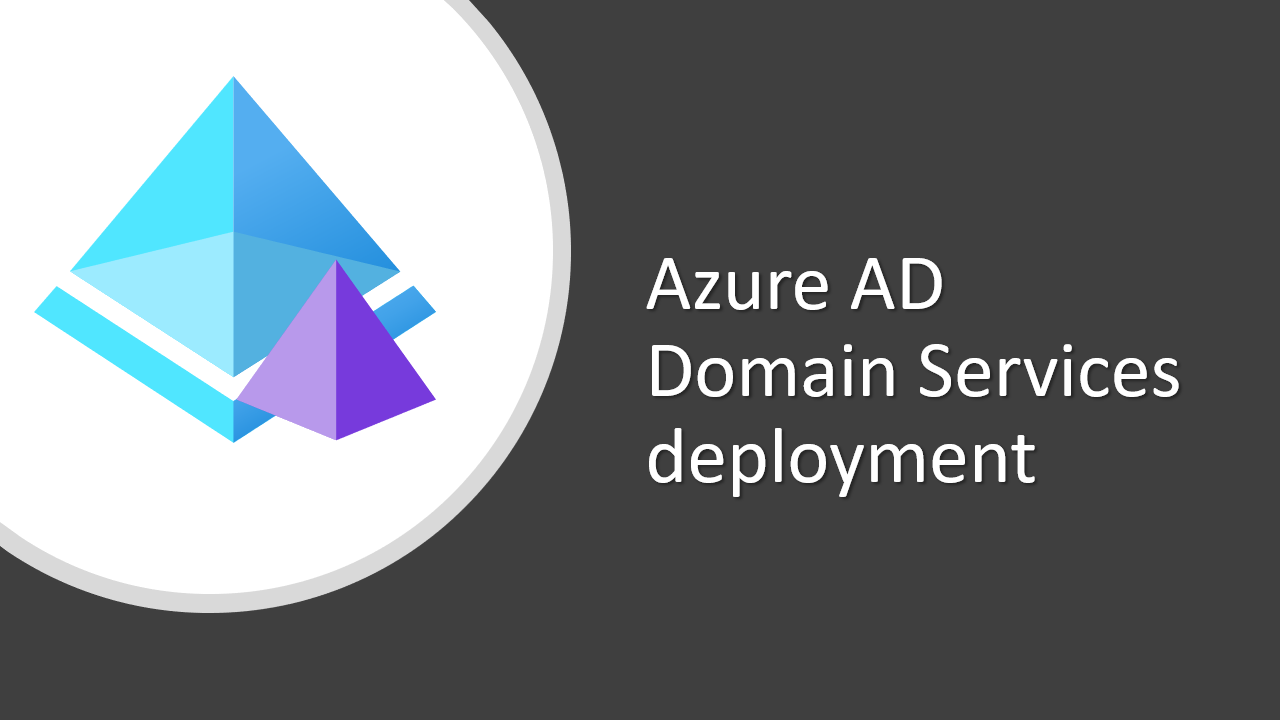 Azure AD
Domain Services
deployment